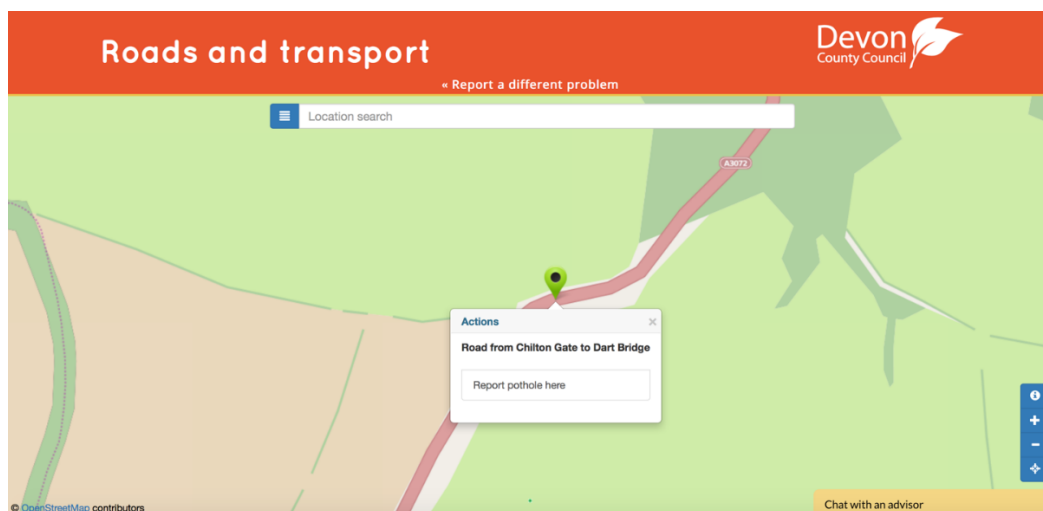 Roads and transport
Devon
County Council
« Report a different problem
Location search
A3072
Actions
×
Road from Chilton Gate to Dart Bridge
Report pothole here
© OpenStreetMap contributors
Chat with an advisor